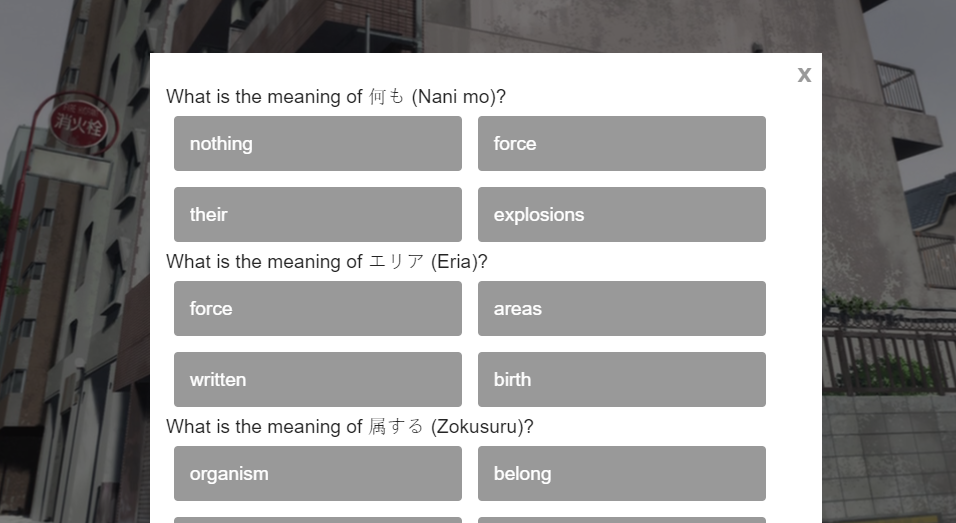 消火栓
X
What is the meaning of 何も (Nani mo)?
nothing
force
their
explosions
What is the meaning of エリア (Eria)?
force
areas
written
birth
What is the meaning of 属する (Zokusuru)?
organism
belong